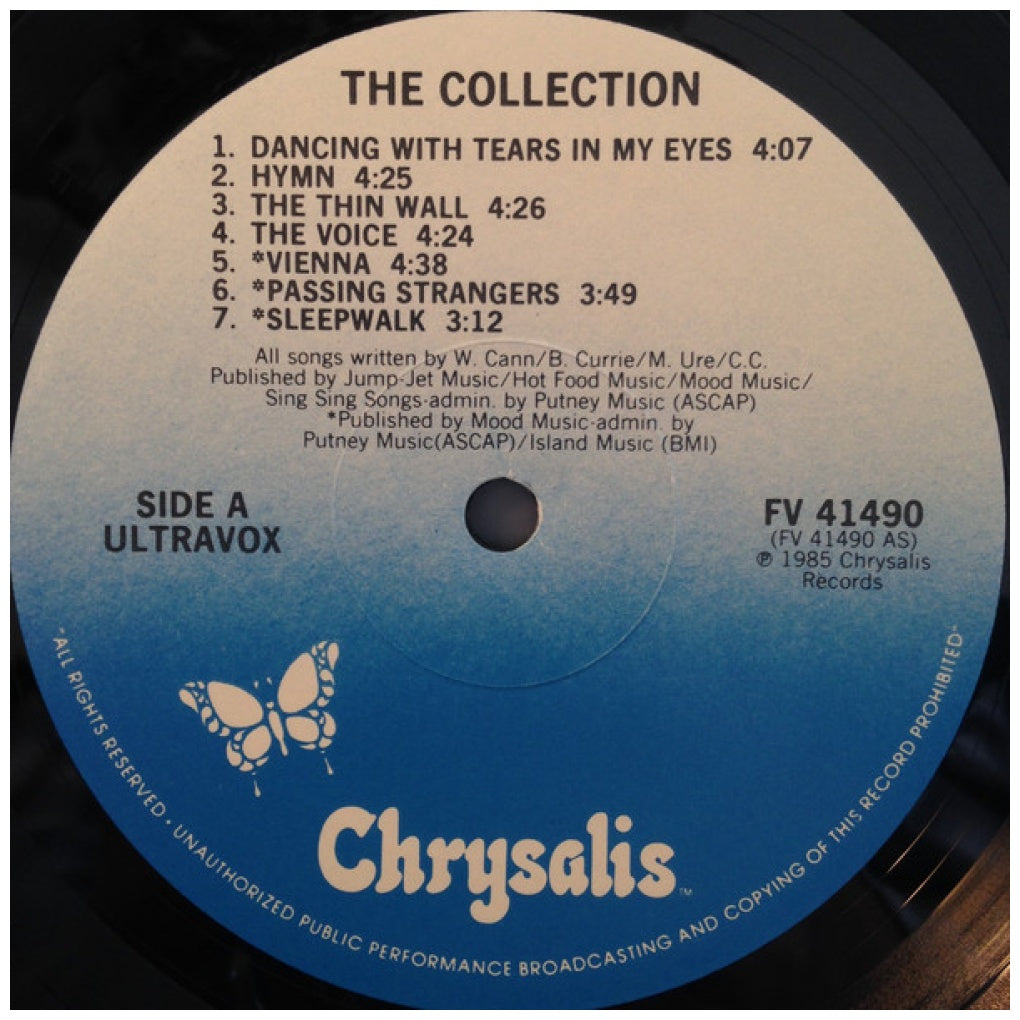 THE COLLECTION
1. DANCING WITH TEARS IN MY EYES 4:07
2. HYMN 4:25
3. THE THIN WALL 4:26
4. THE VOICE 4:24
5. *VIENNA 4:38
6. *PASSING STRANGERS 3:49
7. *SLEEPWALK 3:12
All songs written by W. Cann/B. Currie/M. Ure/C.C.
Published by Jump-Jet Music/Hot Food Music/Mood Music/
Sing Sing Songs-admin. by Putney Music (ASCAP)
*Published by Mood Music-admin. by
Putney Music(ASCAP)/Island Music (BMI)
SIDE A
ULTRAVOX
FV 41490
(FV 41490 AS)
℗ 1985 Chrysalis
Records
Chrysalis™
"ALL RIGHTS RESERVED • UNAUTHORIZED PUBLIC PERFORMANCE BROADCASTING AND COPYING OF THIS RECORD PROHIBITED"